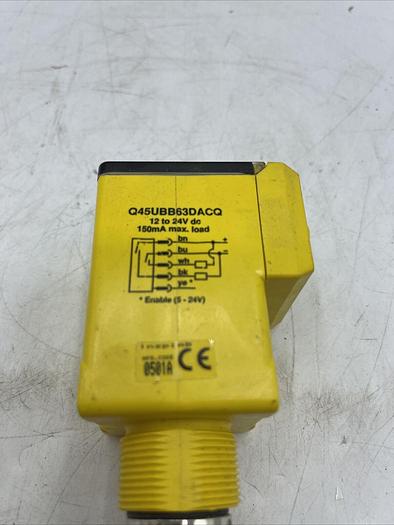 Q45UBB63DACQ
12 to 24V dc
150mA max. load
bn +
bu −
wh
bk
ye *
* Enable (5 - 24V)
CE
0501A